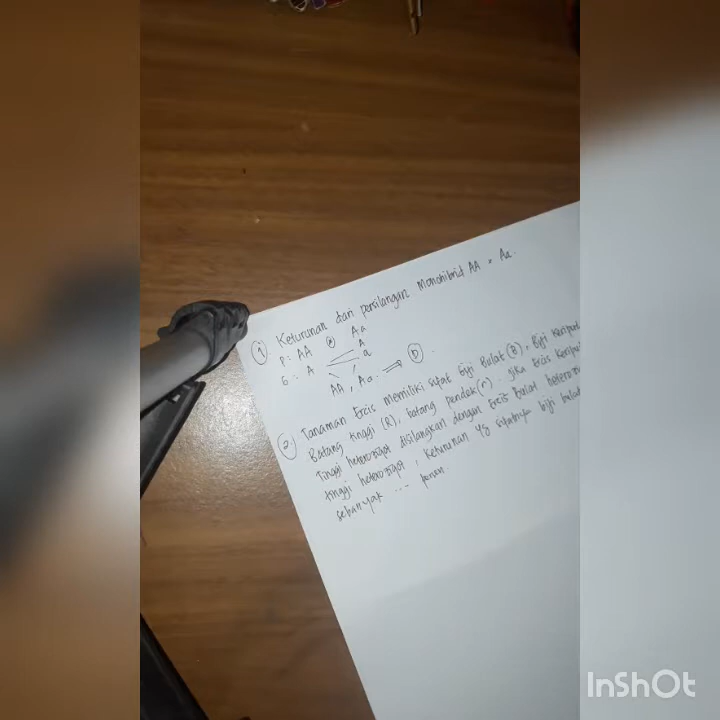 1 Keturunan dari persilangan Monohibrid AA × Aa.
P : AA × Aa
G : A A
a
AA, Aa ⇒ D
2. Tanaman Ercis memiliki sifat biji Bulat (B), Biji
Batang tinggi (R), batang pendek (r). jika Ercis
Tinggi heterozigot disilangkan dengan Ercis bulat
tinggi heterozigot, keturunan yg sifatnya biji
sebanyak ... persen
InShOt